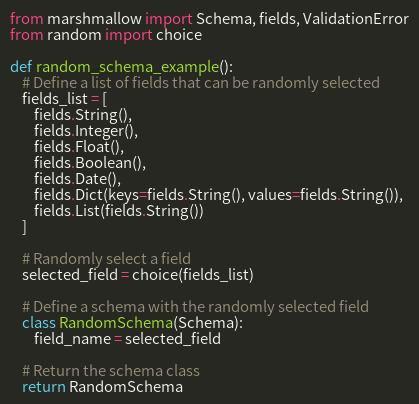 from marshmallow import Schema, fields, ValidationError
from random import choice

def random_schema_example():
    # Define a list of fields that can be randomly selected
    fields_list = [
        fields.String(),
        fields.Integer(),
        fields.Float(),
        fields.Boolean(),
        fields.Date(),
        fields.Dict(keys=fields.String(), values=fields.String()),
        fields.List(fields.String())
    ]

    # Randomly select a field
    selected_field = choice(fields_list)

    # Define a schema with the randomly selected field
    class RandomSchema(Schema):
        field_name = selected_field

    # Return the schema class
    return RandomSchema